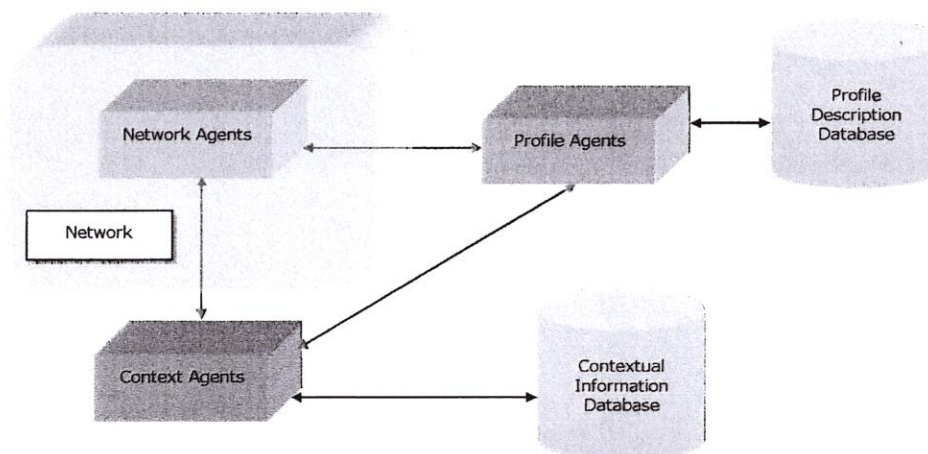 Network Agents
Profile Agents
Profile
Description
Database
Network
Context Agents
Contextual
Information
Database